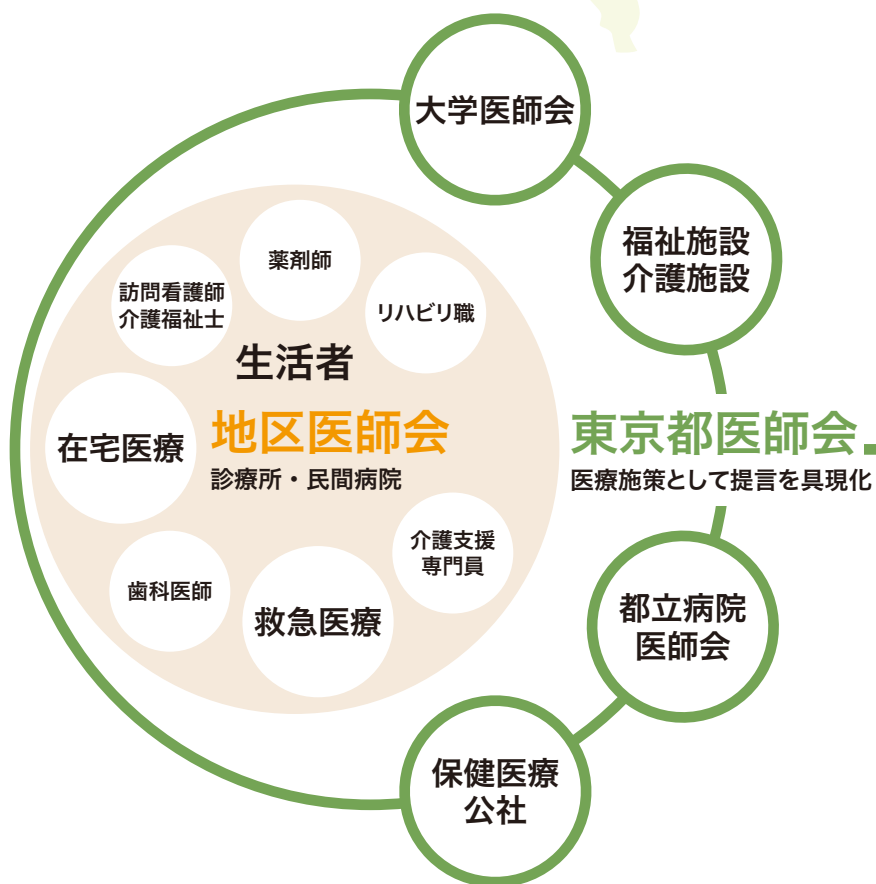 大学医師会
福祉施設
介護施設
薬剤師
訪問看護師
介護福祉士
リハビリ職
生活者
地区医師会
診療所・民間病院
在宅医療
東京都医師会
医療施策として提言を具現化
介護支援
専門員
歯科医師
救急医療
都立病院
医師会
保健医療
公社